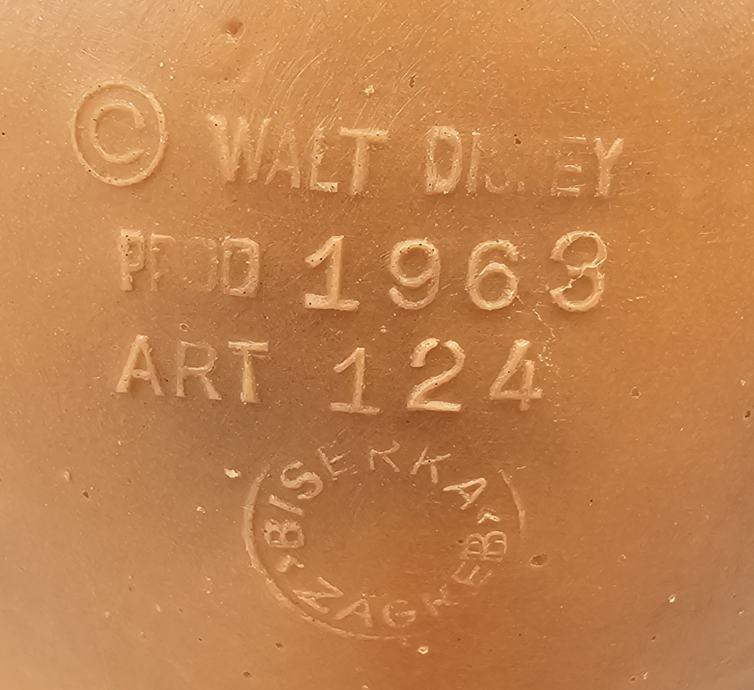 © WALT DISNEY
PROD 1963
ART 124
BISERKA
ZAGREB